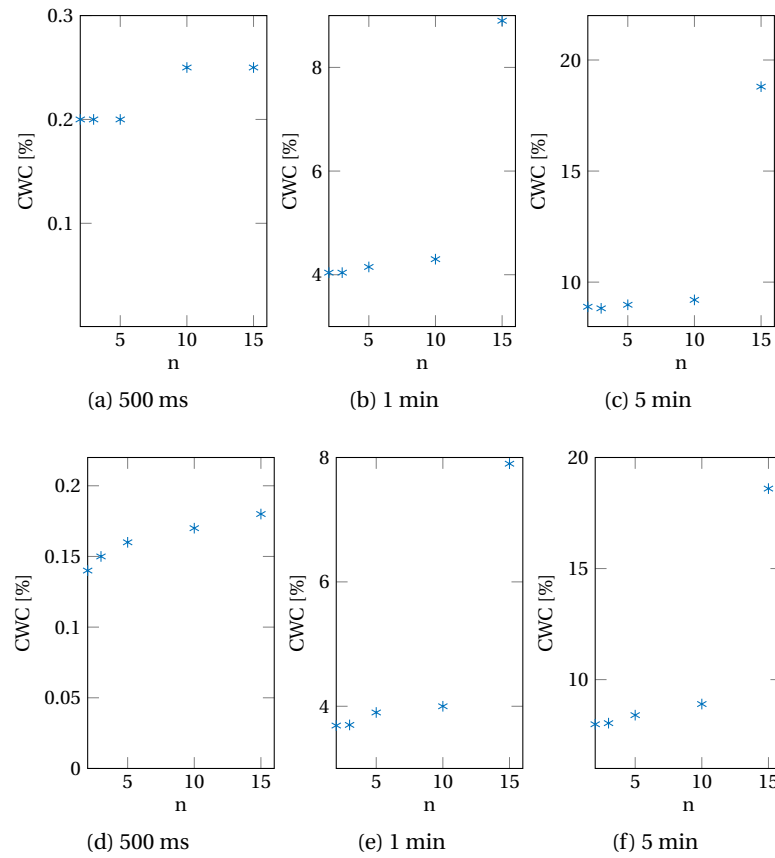 0.3
0.2
0.1
CWC [%]
5 10 15
n
(a) 500 ms
8
6
4
CWC [%]
5 10 15
n
(b) 1 min
20
15
10
CWC [%]
5 10 15
n
(c) 5 min
0.2
0.15
0.1
0.05
0
CWC [%]
5 10 15
n
(d) 500 ms
8
6
4
CWC [%]
5 10 15
n
(e) 1 min
20
15
10
CWC [%]
5 10 15
n
(f) 5 min